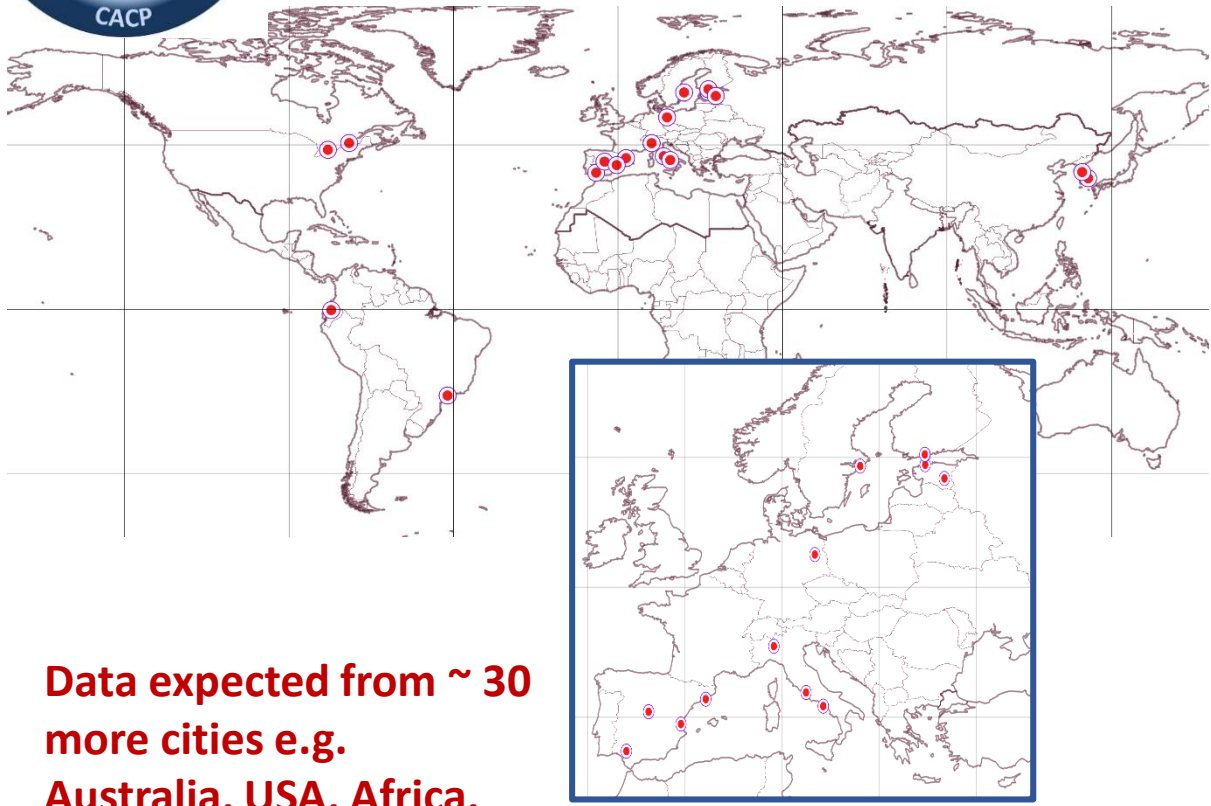 CACP
Data expected from ~ 30
more cities e.g.
Australia, USA, Africa,